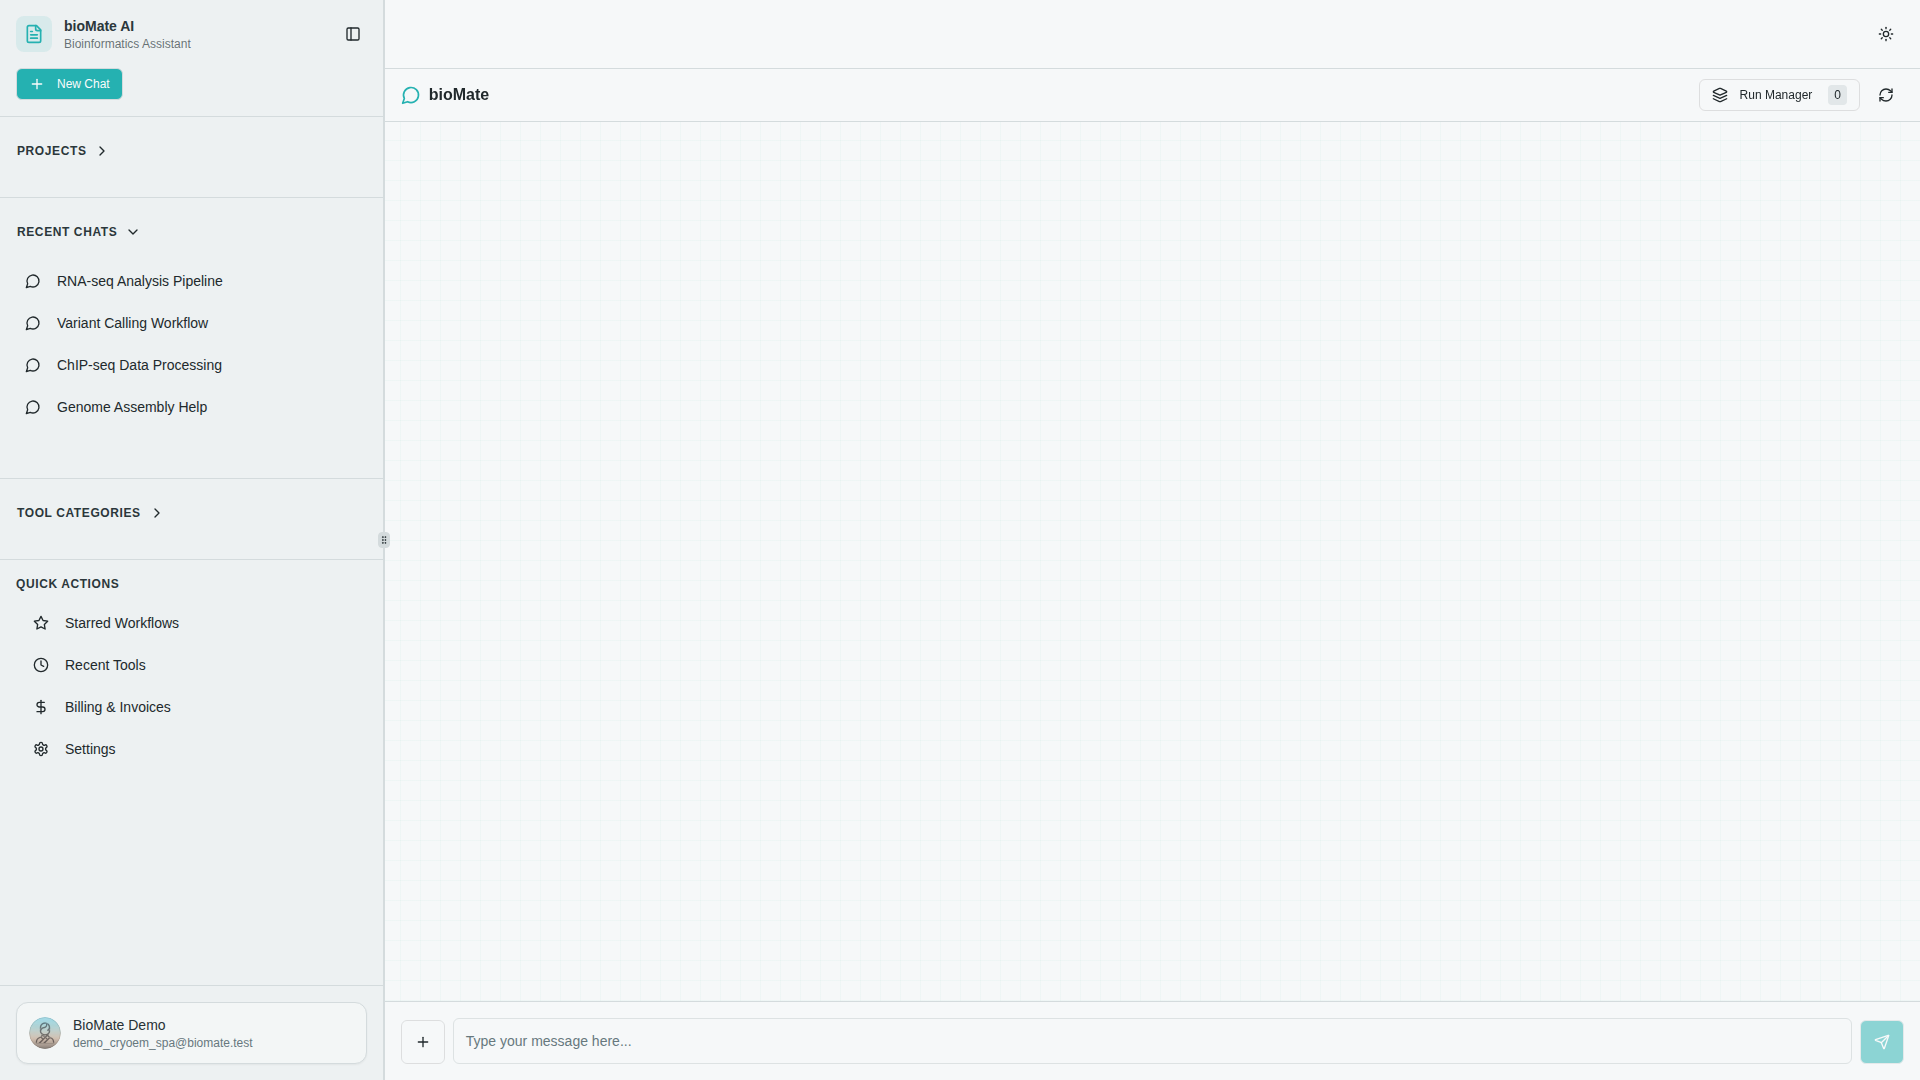 bioMate AI
Bioinformatics Assistant
New Chat
PROJECTS
RECENT CHATS
RNA-seq Analysis Pipeline
Variant Calling Workflow
ChIP-seq Data Processing
Genome Assembly Help
TOOL CATEGORIES
QUICK ACTIONS
Starred Workflows
Recent Tools
Billing & Invoices
Settings
BioMate Demo
demo_cryoem_spa@biomate.test
bioMate
Run Manager 0
Type your message here...